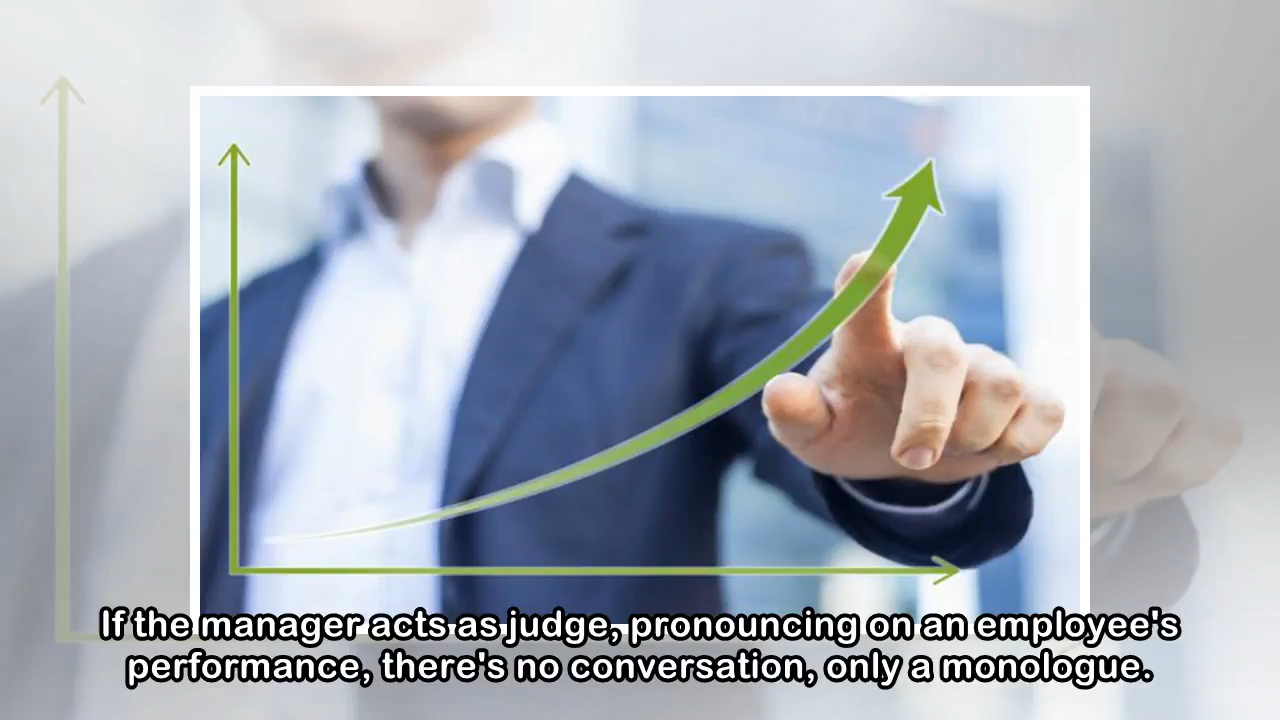 If the manager acts as judge, pronouncing on an employee's
performance, there's no conversation, only a monologue.